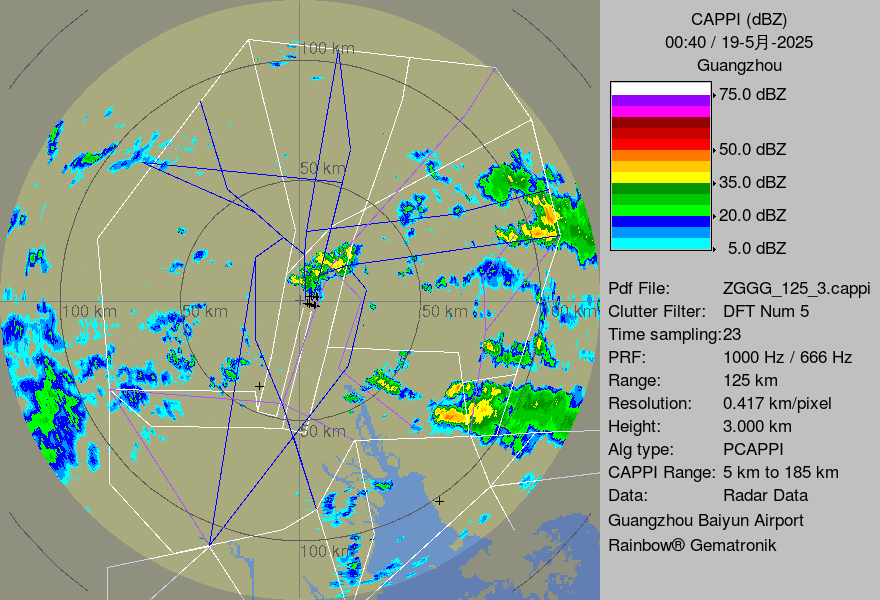 CAPPI (dBZ)
00:40 / 19-5月-2025
Guangzhou
75.0 dBZ
50.0 dBZ
35.0 dBZ
20.0 dBZ
5.0 dBZ
Pdf File: ZGGG_125_3.cappi
Clutter Filter: DFT Num 5
Time sampling:23
PRF: 1000 Hz / 666 Hz
Range: 125 km
Resolution: 0.417 km/pixel
Height: 3.000 km
Alg type: PCAPPI
CAPPI Range: 5 km to 185 km
Data: Radar Data
Guangzhou Baiyun Airport
Rainbow® Gematronik
100 km
50 km
100 km 50 km 50 km 100 km
50 km
100 km